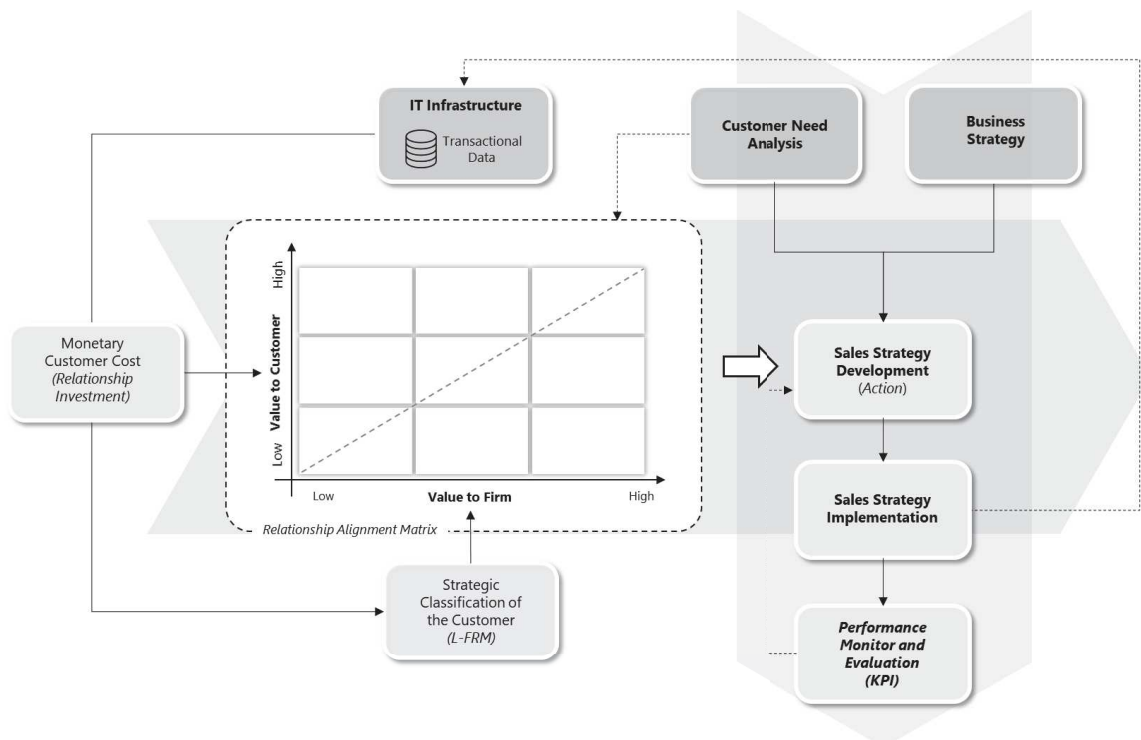 IT Infrastructure
Transactional
Data
Customer Need
Analysis
Business
Strategy
Monetary
Customer Cost
(Relationship
Investment)
High
Value to Customer
Low
Low
Value to Firm
High
Relationship Alignment Matrix
Sales Strategy
Development
(Action)
Sales Strategy
Implementation
Strategic
Classification of
the Customer
(L-FRM)
Performance
Monitor and
Evaluation
(KPI)